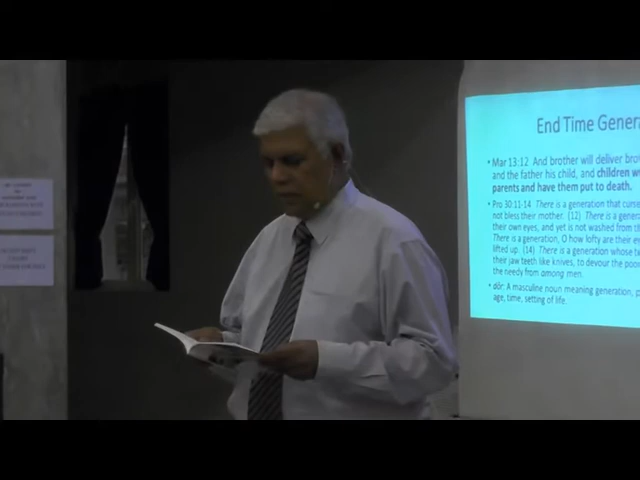 End Time Genera
• Mar 13:12 And brother will deliver bro
and the father his child, and children w
parents and have them put to death.
• Pro 30:11-14 There is a generation that curse
not bless their mother. (12) There is a genera
their own eyes, and yet is not washed from th
There is a generation, O how lofty are their e
lifted up. (14) There is a generation whose te
their jaw teeth like knives, to devour the poo
the needy from among men.
• dôr: A masculine noun meaning generation, p
age, time, setting of life.